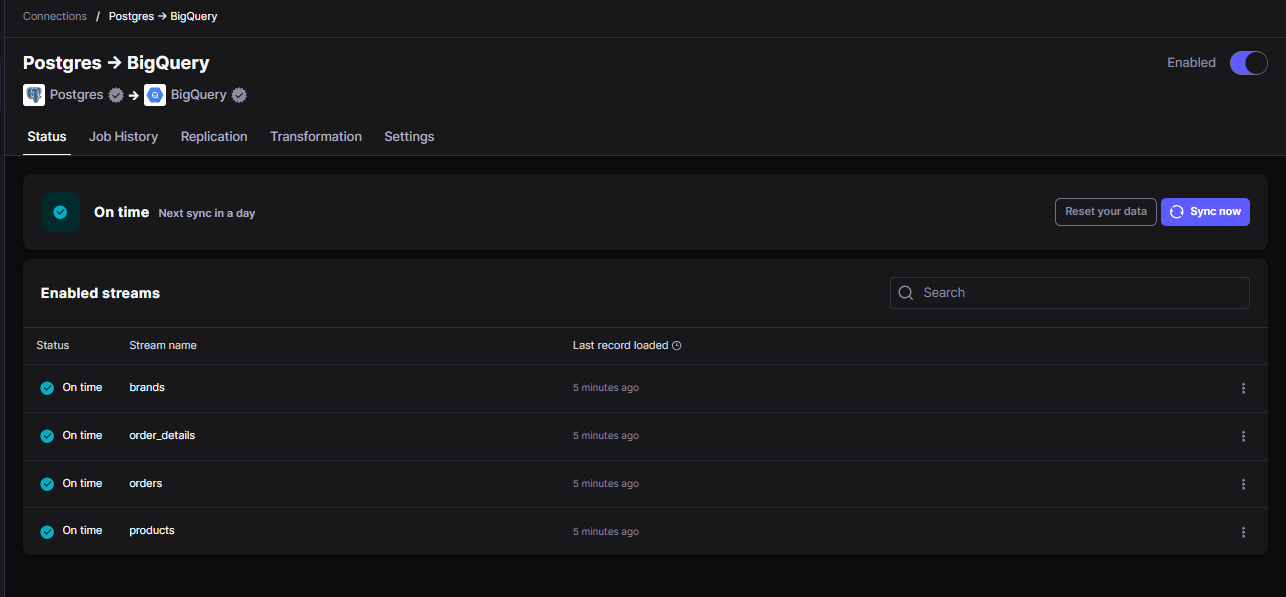 Connections / Postgres → BigQuery
Postgres → BigQuery
Enabled
Postgres → BigQuery
Status Job History Replication Transformation Settings
On time Next sync in a day
Reset your data Sync now
Enabled streams
Search
Status Stream name Last record loaded
On time brands 5 minutes ago
On time order_details 5 minutes ago
On time orders 5 minutes ago
On time products 5 minutes ago